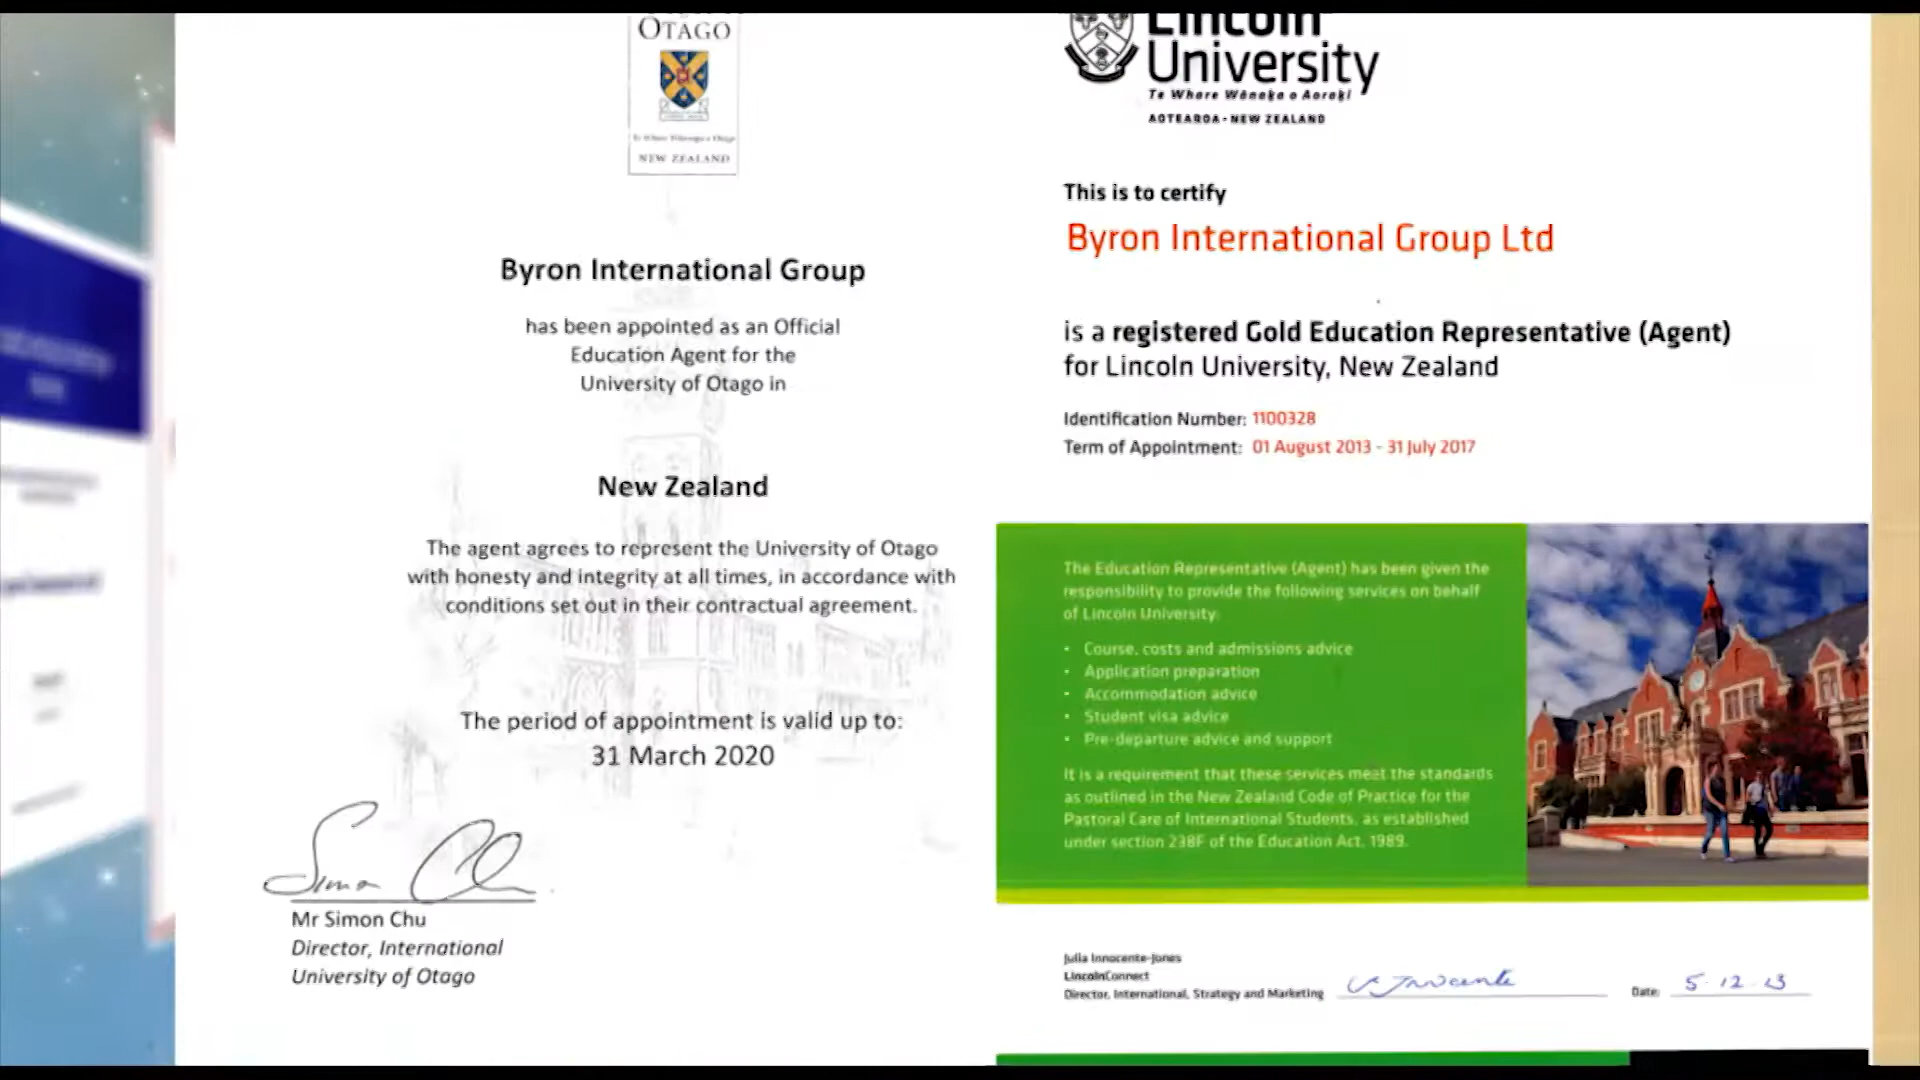 OTAGO
NEW ZEALAND
Byron International Group
has been appointed as an Official
Education Agent for the
University of Otago in
New Zealand
The agent agrees to represent the University of Otago
with honesty and integrity at all times, in accordance with
conditions set out in their contractual agreement.
The period of appointment is valid up to:
31 March 2020
Mr Simon Chu
Director, International
University of Otago
Lincoln
University
Te Whare Wānaka o Aoraki
AOTEAROA - NEW ZEALAND
This is to certify
Byron International Group Ltd
is a registered Gold Education Representative (Agent)
for Lincoln University, New Zealand
Identification Number: 1100328
Term of Appointment: 01 August 2013 - 31 July 2017
The Education Representative (Agent) has been given the
responsibility to provide the following services on behalf
of Lincoln University:
• Course, costs and admissions advice
• Application preparation
• Accommodation advice
• Student visa advice
• Pre-departure advice and support
It is a requirement that these services meet the standards
as outlined in the New Zealand Code of Practice for the
Pastoral Care of International Students, as established
under section 238F of the Education Act, 1989.
Julia Innocente-Jones
LincolnConnect
Director, International, Strategy and Marketing
Date: 5.12.13